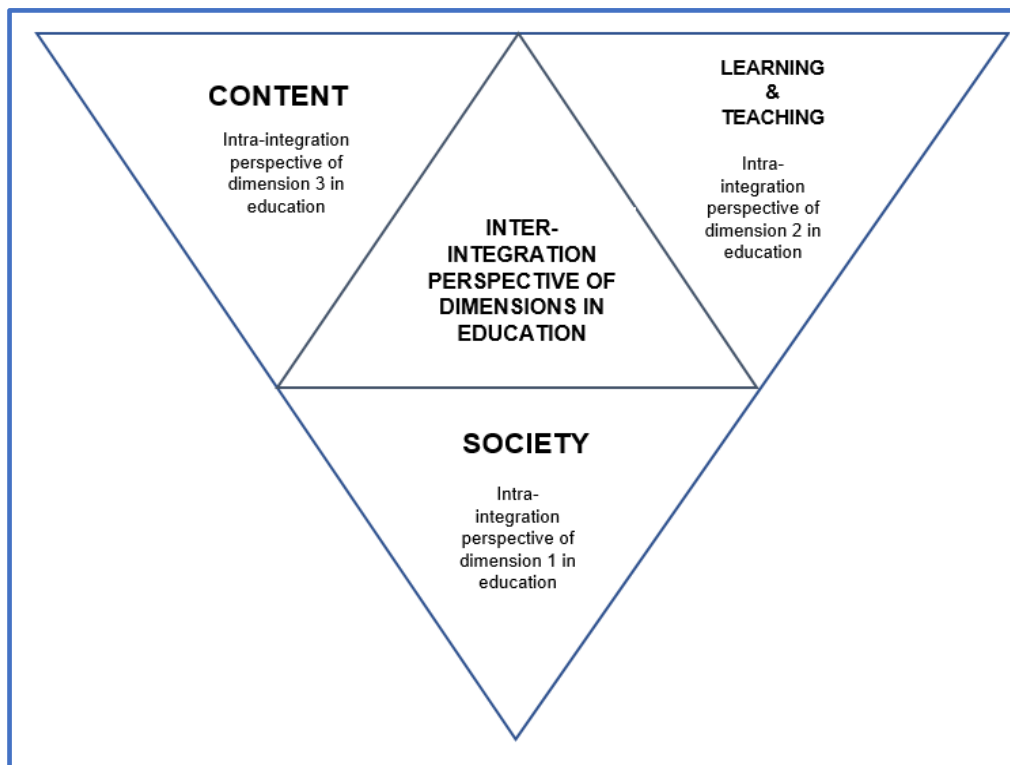 CONTENT
Intra-integration
perspective of
dimension 3 in
education
LEARNING
&
TEACHING
Intra-
integration
perspective of
dimension 2 in
education
INTER-
INTEGRATION
PERSPECTIVE OF
DIMENSIONS IN
EDUCATION
SOCIETY
Intra-
integration
perspective of
dimension 1 in
education